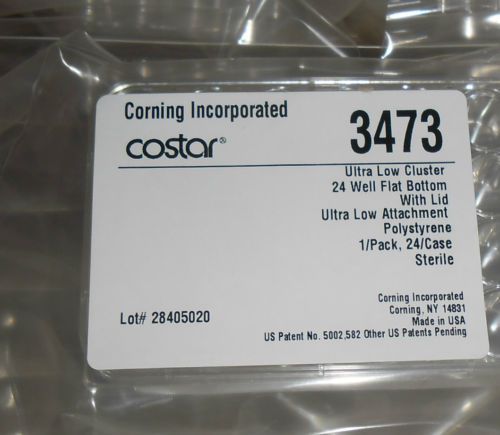 Corning Incorporated
costar®
3473
Ultra Low Cluster
24 Well Flat Bottom
With Lid
Ultra Low Attachment
Polystyrene
1/Pack, 24/Case
Sterile
Lot# 28405020
Corning Incorporated
Corning, NY 14831
Made in USA
US Patent No. 5002,582 Other US Patents Pending